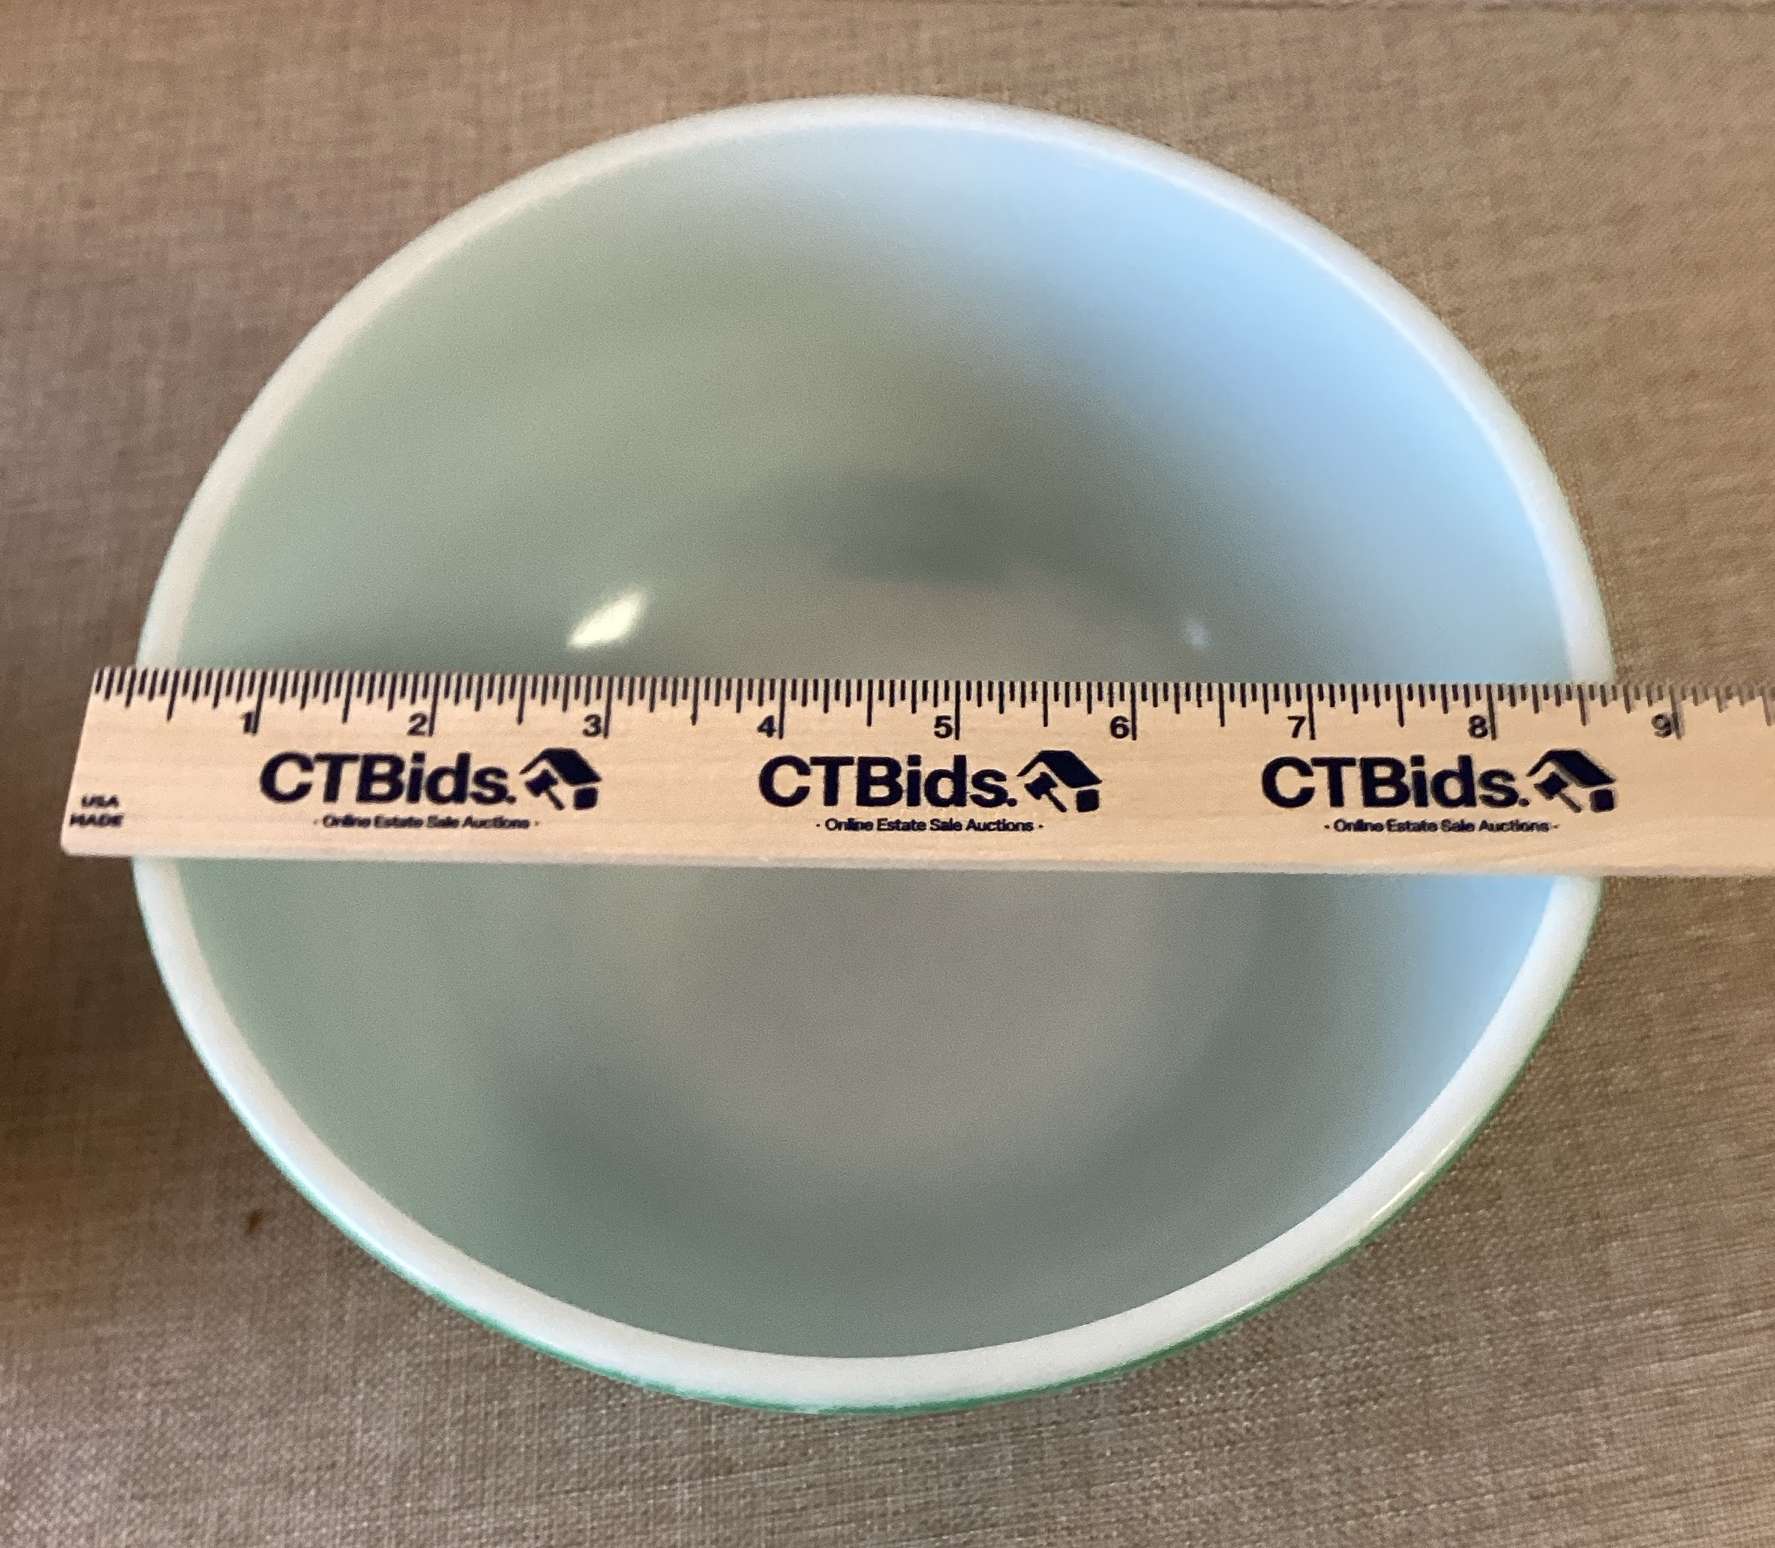 1 2 3 4 5 6 7 8 9
CTBids. CTBids. CTBids.
USA
MADE
- Online Estate Sale Auctions - - Online Estate Sale Auctions - - Online Estate Sale Auctions -